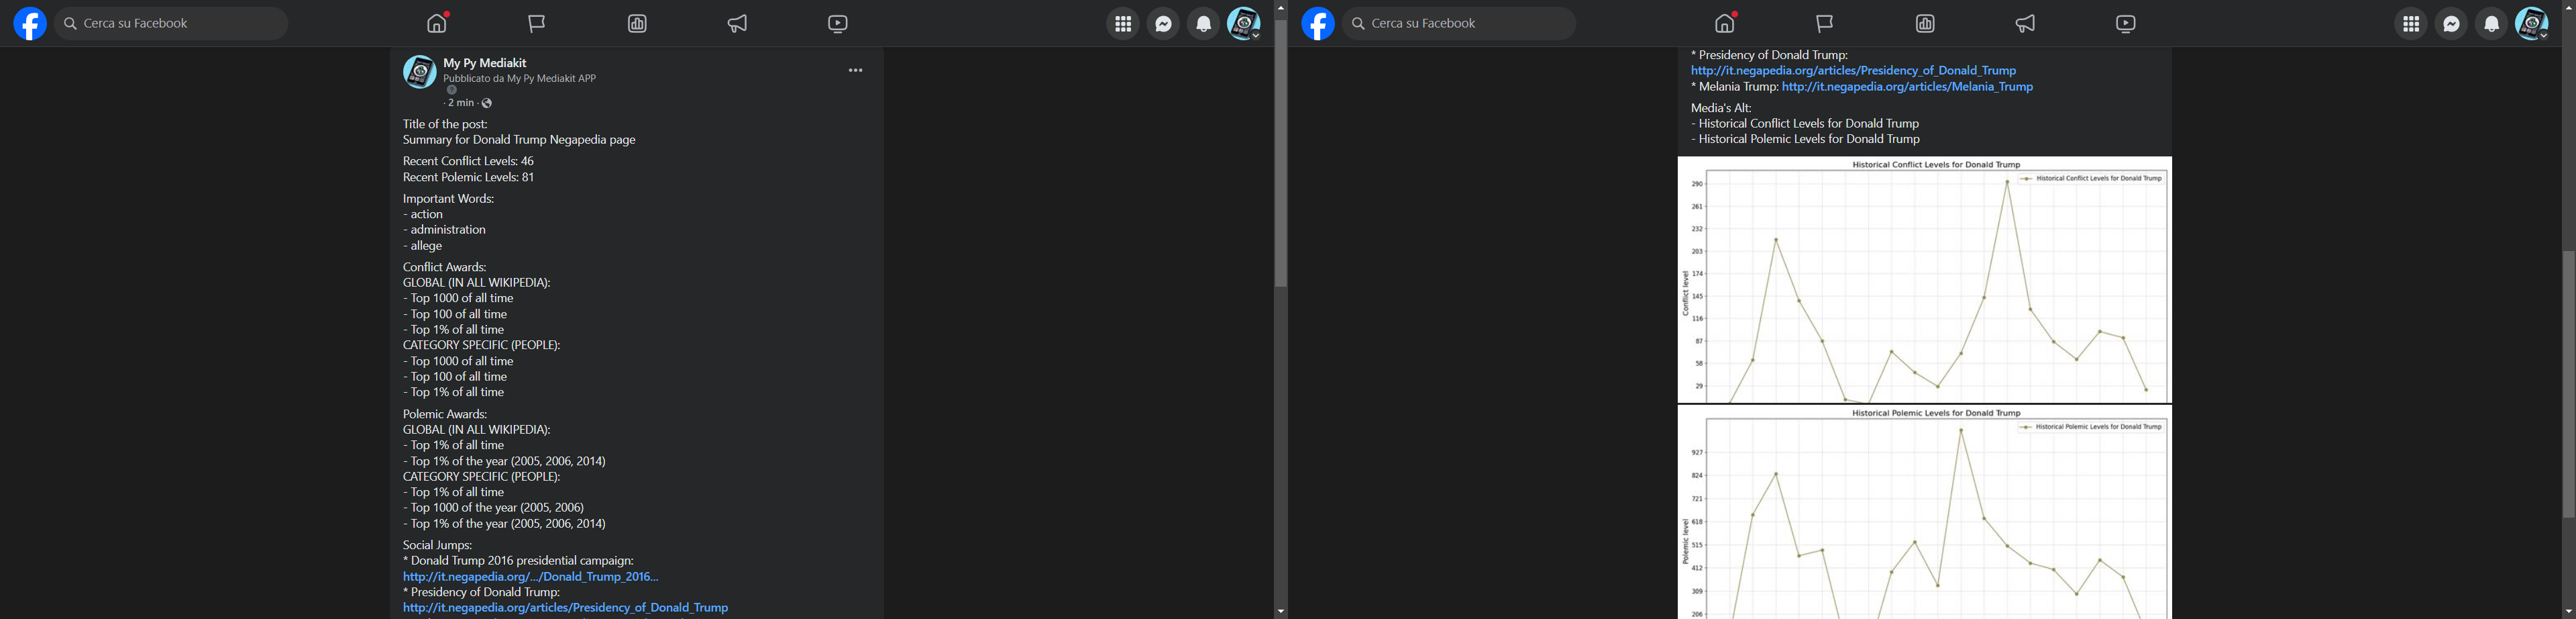 Cerca su Facebook
My Py Mediakit
Pubblicato da My Py Mediakit APP
?
· 2 min ·
Title of the post:
Summary for Donald Trump Negapedia page
Recent Conflict Levels: 46
Recent Polemic Levels: 81
Important Words:
- action
- administration
- allege
Conflict Awards:
GLOBAL (IN ALL WIKIPEDIA):
- Top 1000 of all time
- Top 100 of all time
- Top 1% of all time
CATEGORY SPECIFIC (PEOPLE):
- Top 1000 of all time
- Top 100 of all time
- Top 1% of all time
Polemic Awards:
GLOBAL (IN ALL WIKIPEDIA):
- Top 1% of all time
- Top 1% of the year (2005, 2006, 2014)
CATEGORY SPECIFIC (PEOPLE):
- Top 1% of all time
- Top 1000 of the year (2005, 2006)
- Top 1% of the year (2005, 2006, 2014)
Social Jumps:
* Donald Trump 2016 presidential campaign:
http://it.negapedia.org/.../Donald_Trump_2016...
* Presidency of Donald Trump:
http://it.negapedia.org/articles/Presidency_of_Donald_Trump
Cerca su Facebook
* Presidency of Donald Trump:
http://it.negapedia.org/articles/Presidency_of_Donald_Trump
* Melania Trump: http://it.negapedia.org/articles/Melania_Trump
Media's Alt:
- Historical Conflict Levels for Donald Trump
- Historical Polemic Levels for Donald Trump
Historical Conflict Levels for Donald Trump
Historical Conflict Levels for Donald Trump
Conflict level
290
261
232
203
174
145
116
87
58
29
Historical Polemic Levels for Donald Trump
Historical Polemic Levels for Donald Trump
Polemic level
927
824
721
618
515
412
309
206